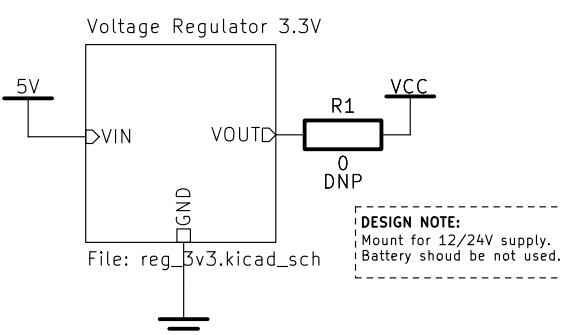 Voltage Regulator 3.3V
5V
VCC
R1
VIN
VOUT
0
DNP
GND
DESIGN NOTE:
Mount for 12/24V supply.
Battery shoud be not used.
File: reg_3v3.kicad_sch